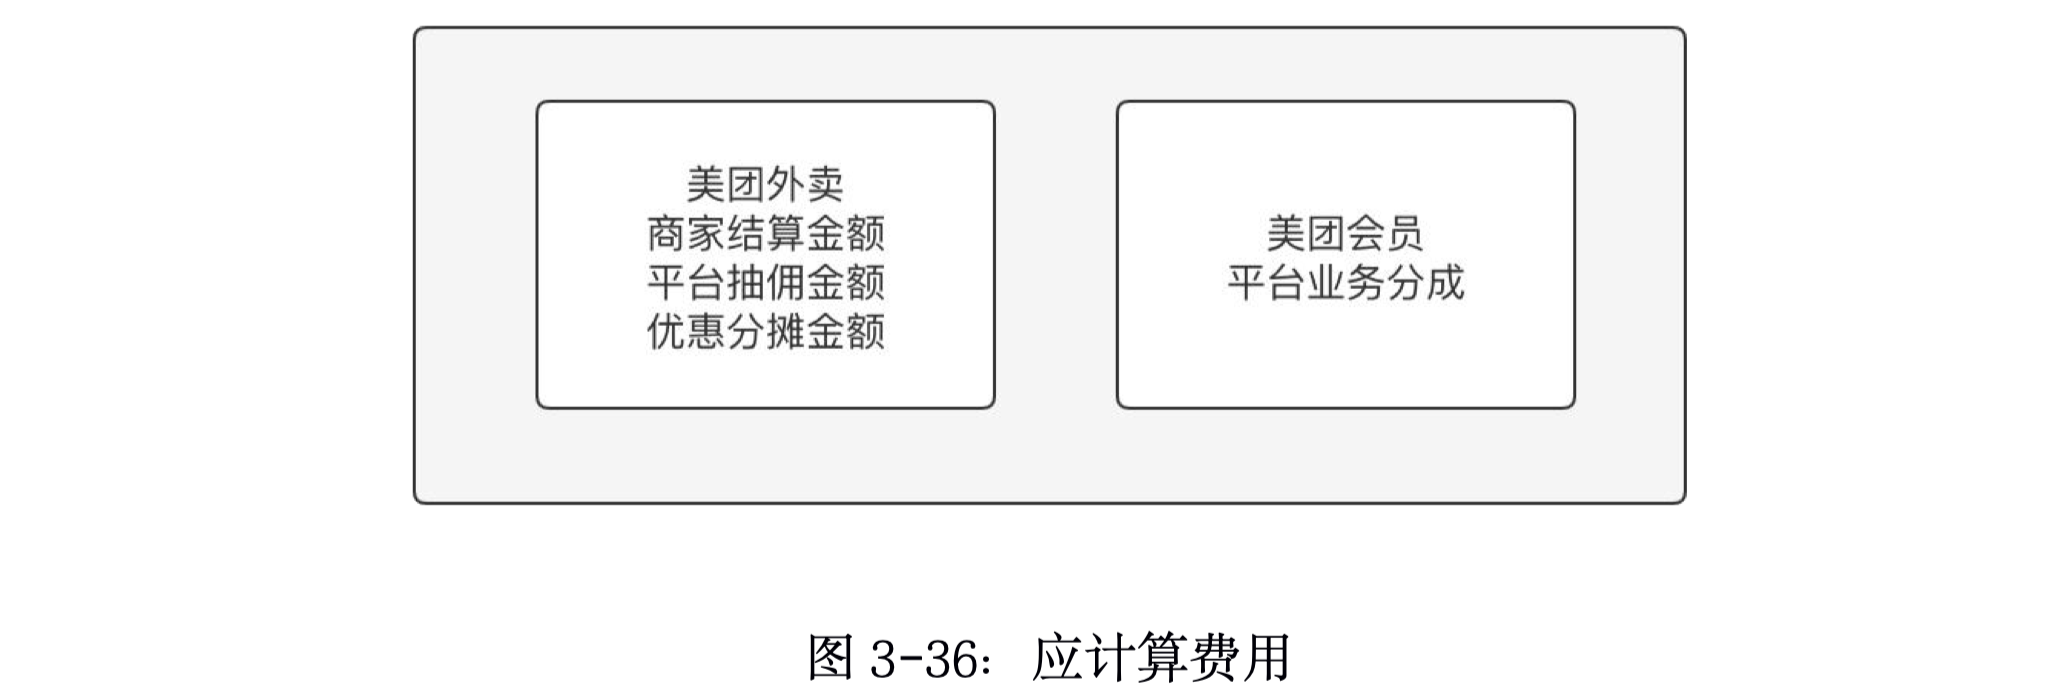 美团外卖
商家结算金额
平台抽佣金额
优惠分摊金额
美团会员
平台业务分成
图 3-36： 应计算费用